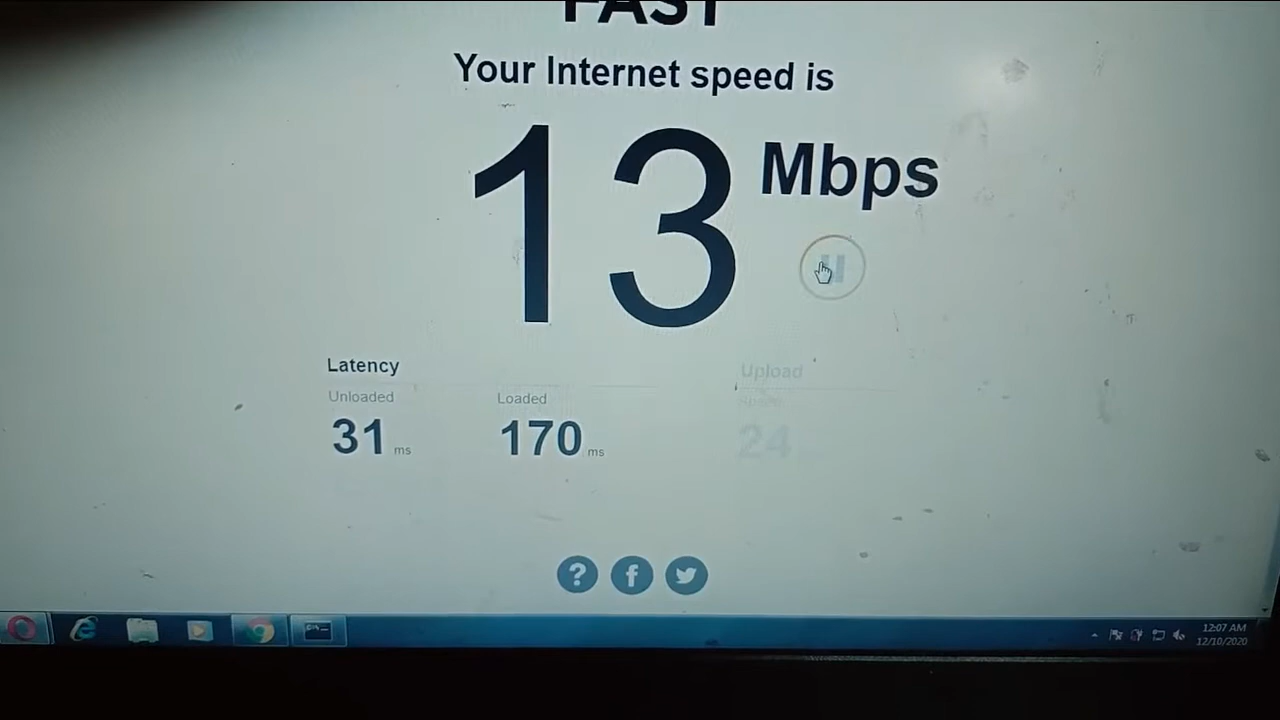 FAST
Your Internet speed is
13 Mbps
Latency
Upload
Unloaded
Loaded
31 ms
170 ms
24
12:07 AM
12/10/2020